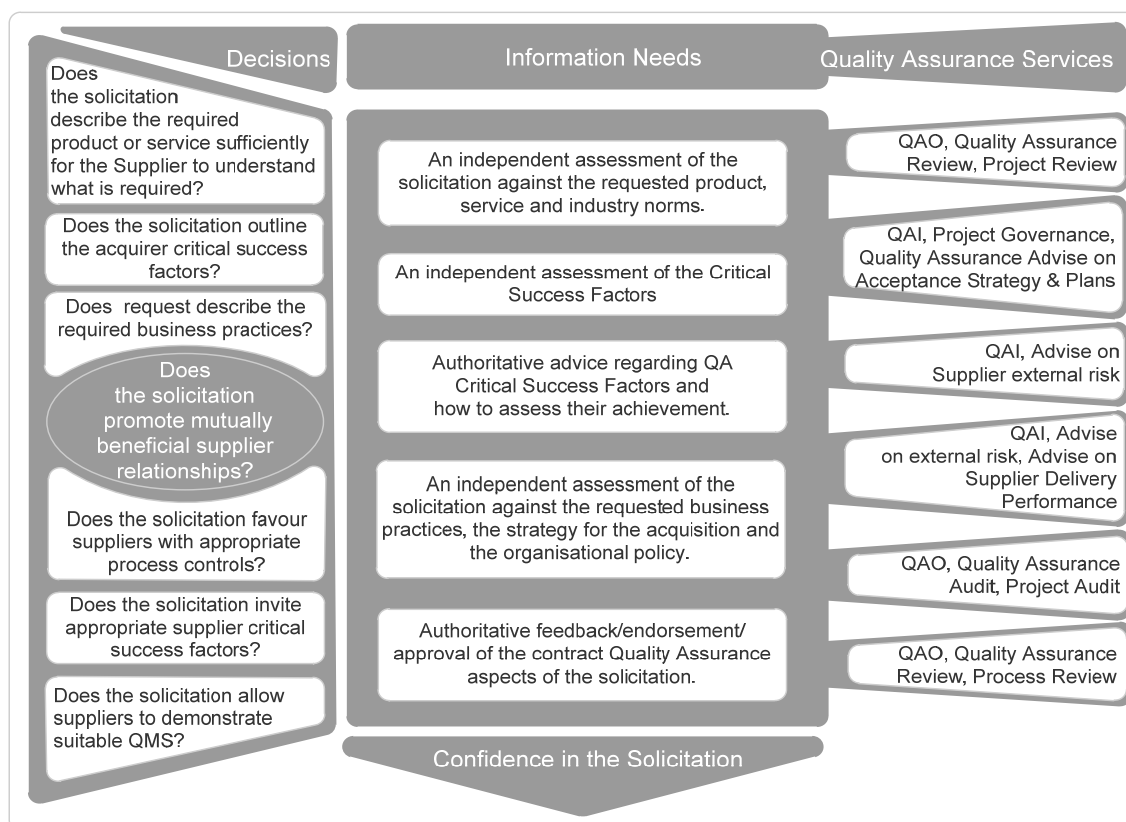 Decisions
Does
the solicitation
describe the required
product or service sufficiently
for the Supplier to understand
what is required?
Does the solicitation outline
the acquirer critical success
factors?
Does request describe the
required business practices?
Does
the solicitation
promote mutually
beneficial supplier
relationships?
Does the solicitation favour
suppliers with appropriate
process controls?
Does the solicitation invite
appropriate supplier critical
success factors?
Does the solicitation allow
suppliers to demonstrate
suitable QMS?
Information Needs
An independent assessment of the
solicitation against the requested product,
service and industry norms.
An independent assessment of the Critical
Success Factors
Authoritative advice regarding QA
Critical Success Factors and
how to assess their achievement.
An independent assessment of the
solicitation against the requested business
practices, the strategy for the acquisition and
the organisational policy.
Authoritative feedback/endorsement/
approval of the contract Quality Assurance
aspects of the solicitation.
Confidence in the Solicitation
Quality Assurance Services
QAO, Quality Assurance
Review, Project Review
QAI, Project Governance,
Quality Assurance Advise on
Acceptance Strategy & Plans
QAI, Advise on
Supplier external risk
QAI, Advise
on external risk, Advise on
Supplier Delivery
Performance
QAO, Quality Assurance
Audit, Project Audit
QAO, Quality Assurance
Review, Process Review